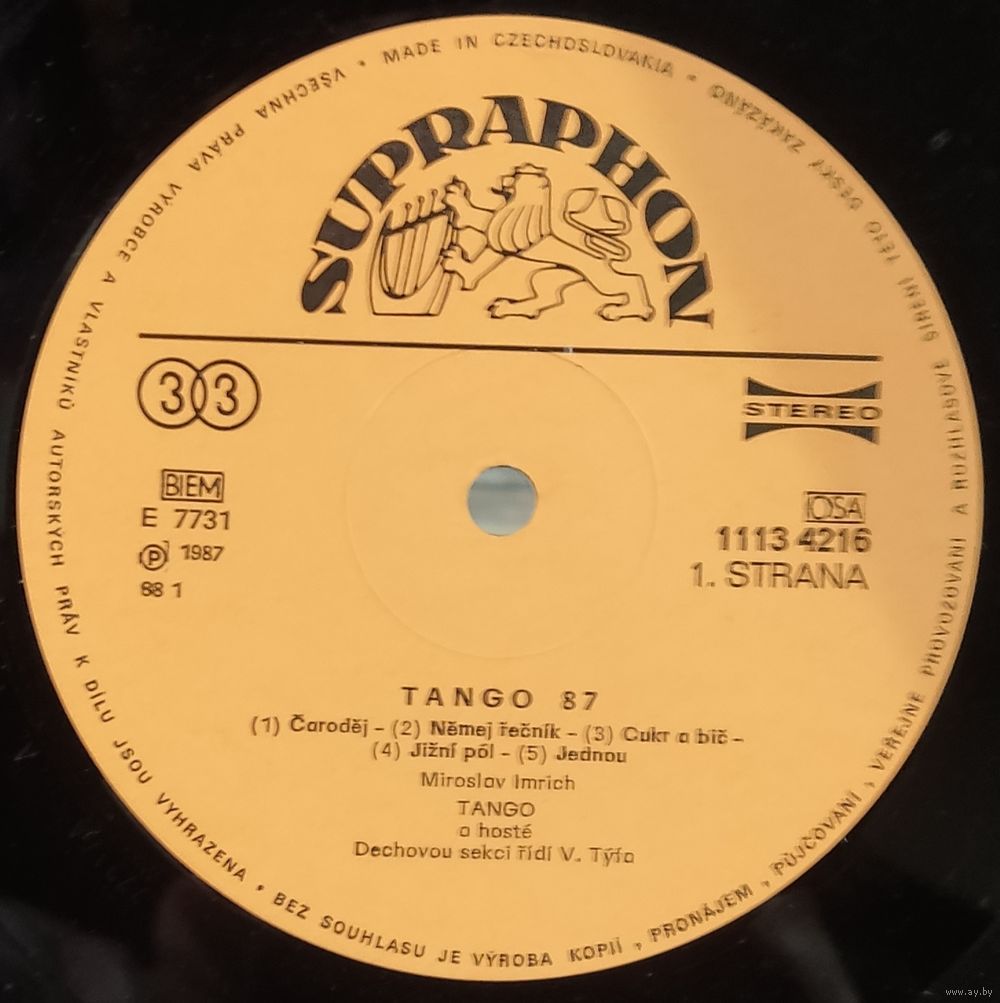 MADE IN CZECHOSLOVAKIA •
VŠECHNA PRÁVA VÝROBCE A VLASTNÍKŮ AUTORSKÝCH PRÁV K DÍLU JSOU VYHRAZENA • BEZ SOUHLASU JE VÝROBA KOPIÍ, PRONÁJEM, PŮJČOVÁNÍ, VEŘEJNÉ PROVOZOVÁNÍ A ROZHLASOVÉ ŠÍŘENÍ TÉTO DESKY ZAKÁZÁNO •
SUPRAPHON
33
STEREO
BIEM
E 7731
Ⓟ 1987
88 1
OSA
1113 4216
1. STRANA
TANGO 87
(1) Čaroděj – (2) Němej řečník – (3) Cukr a bič –
(4) Jižní pól – (5) Jednou
Miroslav Imrich
TANGO
a hosté
Dechovou sekci řídí V. Týfa
www.ay.by